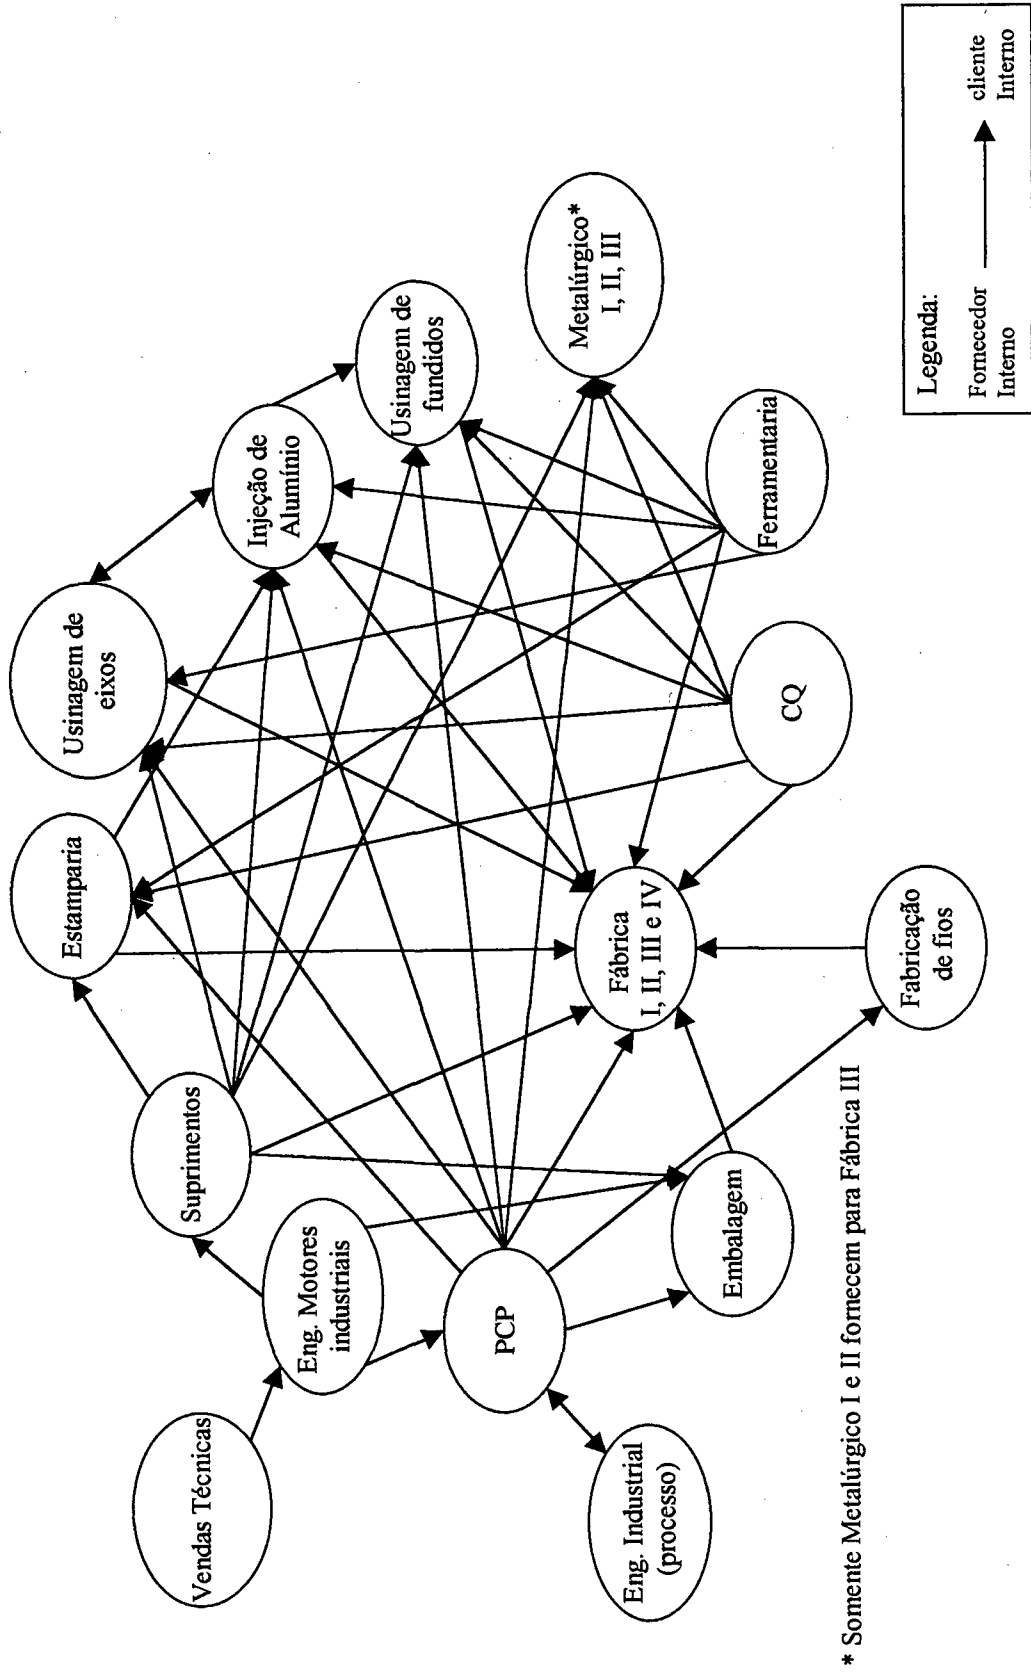 Vendas Técnicas
Eng. Motores
industriais
Suprimentos
Estamparia
Usinagem de
eixos
Injeção de
Alumínio
Usinagem de
fundidos
Metalúrgico*
I, II, III
Ferramentaria
CQ
Fábrica
I, II, III e IV
Fabricação
de fios
Embalagem
PCP
Eng. Industrial
(processo)
* Somente Metalúrgico I e II fornecem para Fábrica III
Legenda:
Fornecedor
Interno
cliente
Interno